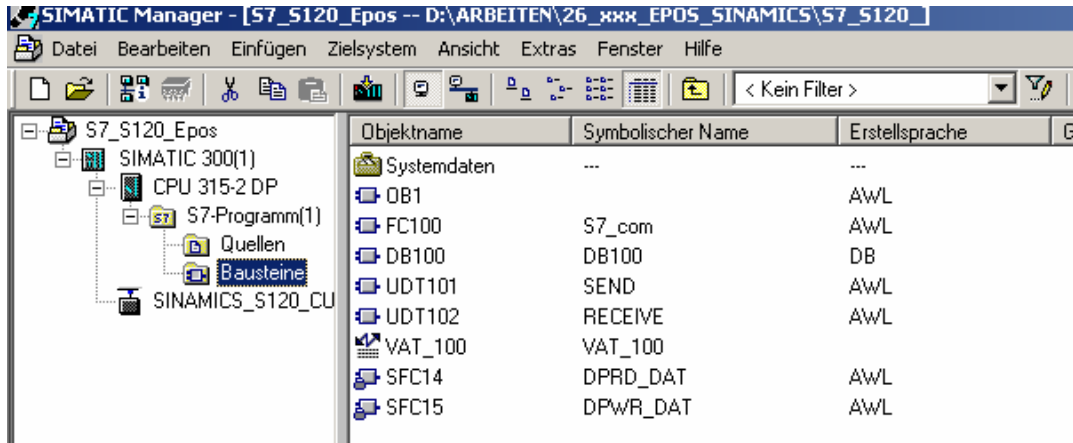 SIMATIC Manager - [S7_S120_Epos -- D:\ARBEITEN\26_xxx_EPOS_SINAMICS\S7_S120_]
Datei Bearbeiten Einfügen Zielsystem Ansicht Extras Fenster Hilfe
< Kein Filter >
S7_S120_Epos
SIMATIC 300(1)
CPU 315-2 DP
S7-Programm(1)
Quellen
Bausteine
SINAMICS_S120_CU
Objektname Symbolischer Name Erstellsprache
Systemdaten --- ---
OB1 AWL
FC100 S7_com AWL
DB100 DB100 DB
UDT101 SEND AWL
UDT102 RECEIVE AWL
VAT_100 VAT_100
SFC14 DPRD_DAT AWL
SFC15 DPWR_DAT AWL